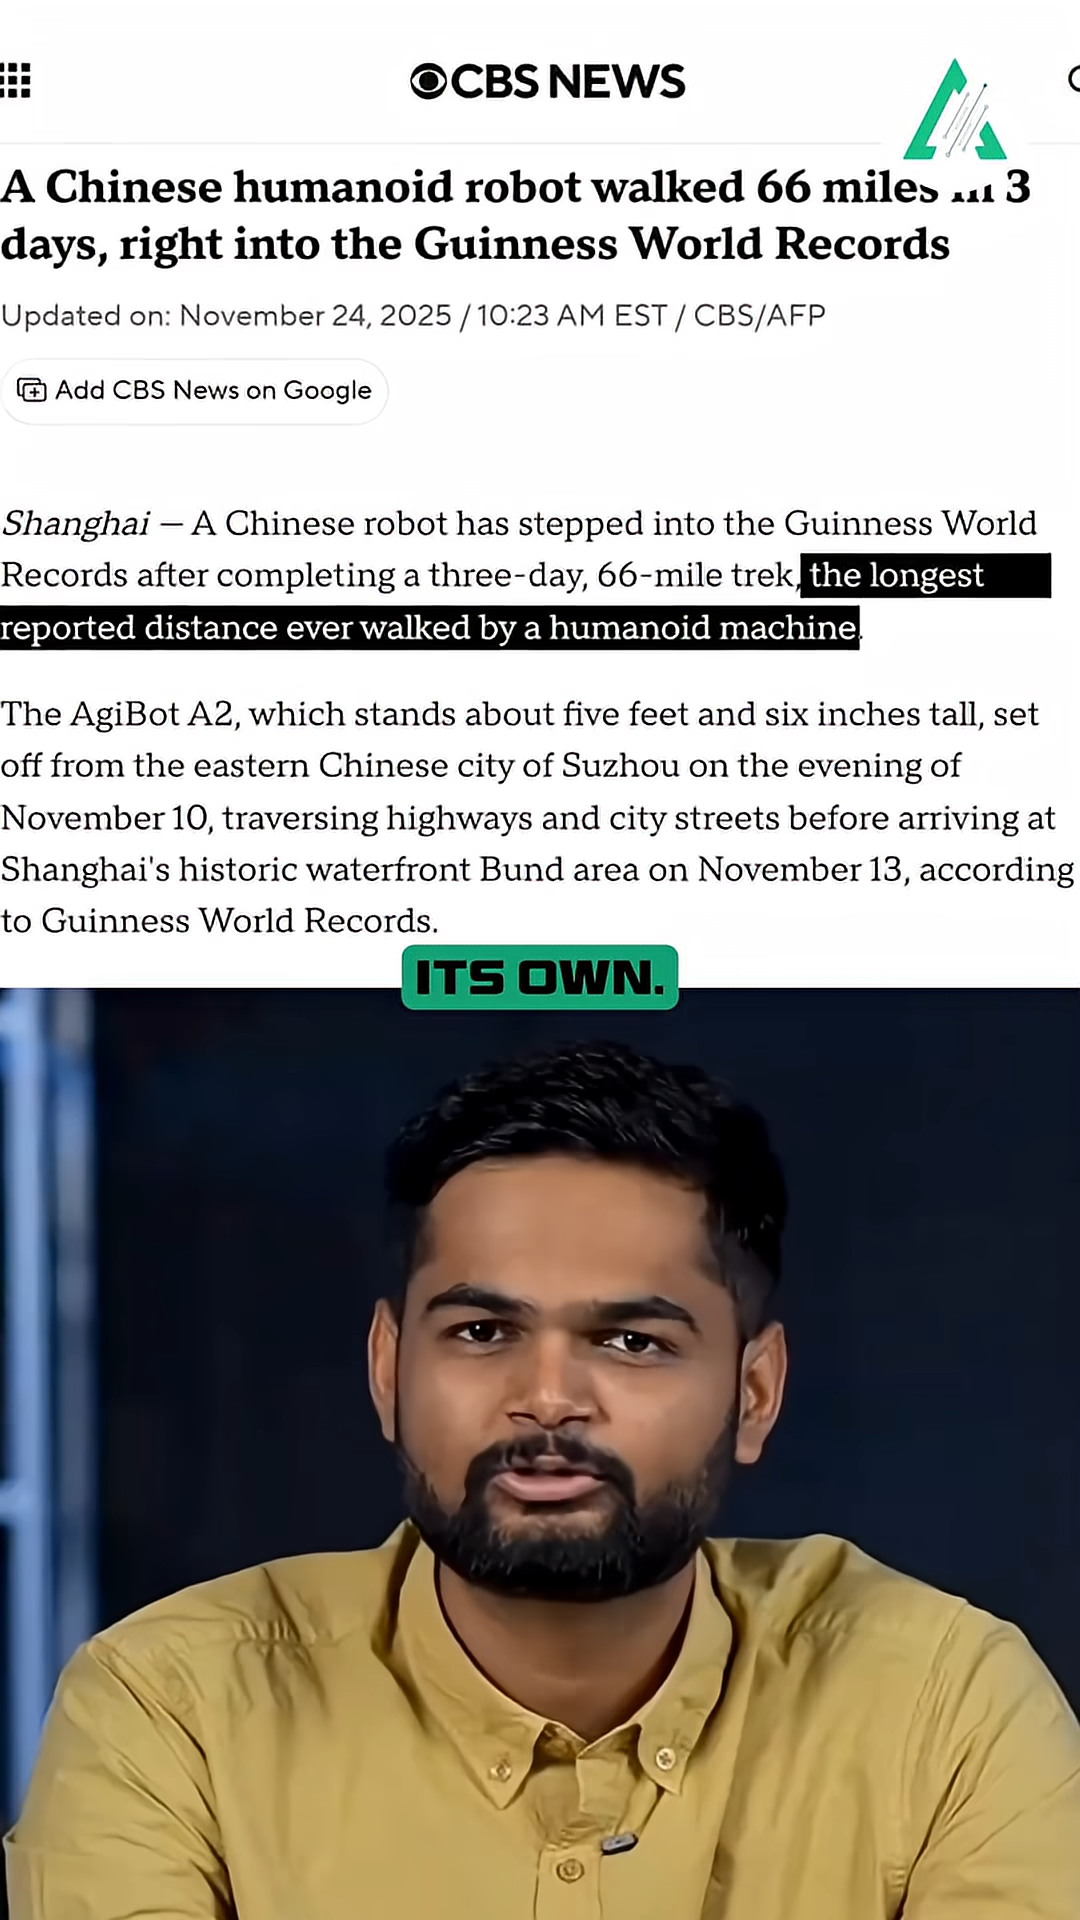 CBS NEWS
A Chinese humanoid robot walked 66 miles in 3
days, right into the Guinness World Records
Updated on: November 24, 2025 / 10:23 AM EST / CBS/AFP
Add CBS News on Google
Shanghai — A Chinese robot has stepped into the Guinness World
Records after completing a three-day, 66-mile trek, the longest
reported distance ever walked by a humanoid machine.
The AgiBot A2, which stands about five feet and six inches tall, set
off from the eastern Chinese city of Suzhou on the evening of
November 10, traversing highways and city streets before arriving at
Shanghai's historic waterfront Bund area on November 13, according
to Guinness World Records.
ITS OWN.